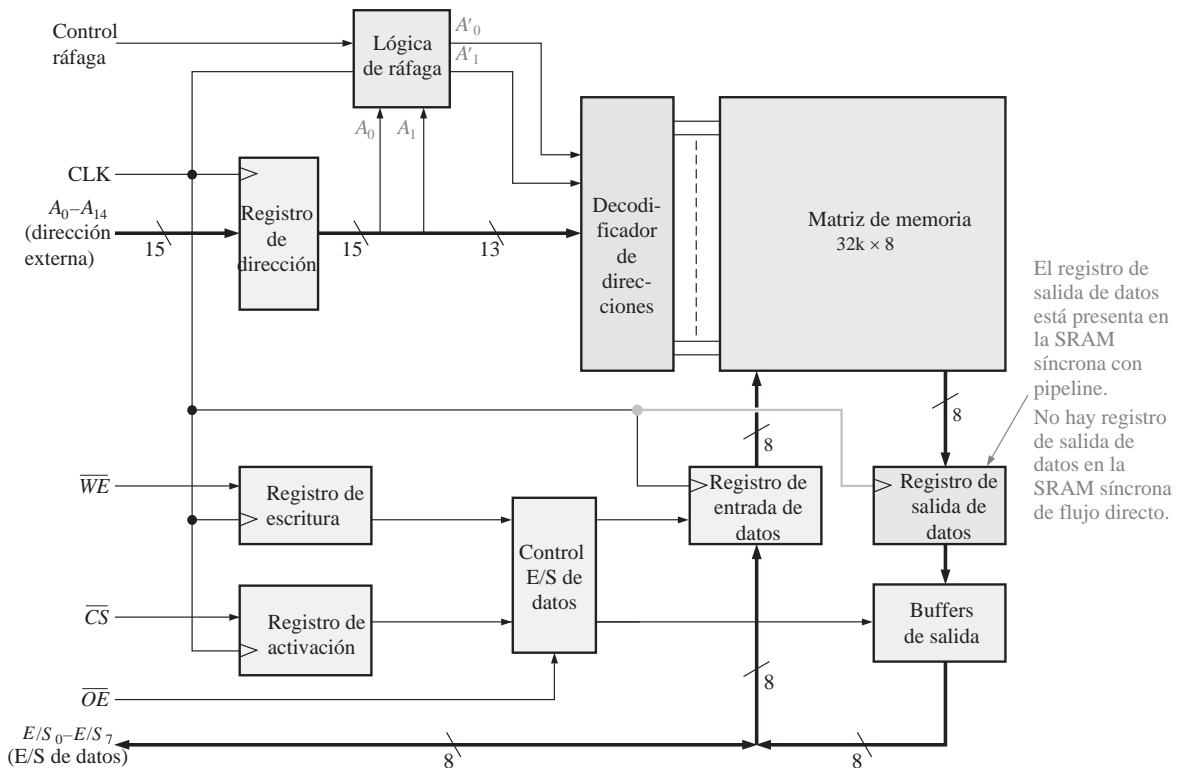 Control
ráfaga
Lógica
de ráfaga
A'0
A'1
A0
A1
CLK
A0–A14
(dirección
externa)
15
Registro
de
dirección
15
13
Decodi-
ficador
de
direc-
ciones
Matriz de memoria
32k × 8
El registro de
salida de datos
está presenta en
la SRAM
síncrona con
pipeline.
No hay registro
de salida de
datos en la
SRAM síncrona
de flujo directo.
8
8
WE
Registro de
escritura
Control
E/S de
datos
Registro de
entrada de
datos
Registro de
salida de
datos
CS
Registro de
activación
Buffers
de salida
OE
8
E/S0–E/S7
(E/S de datos)
8
8